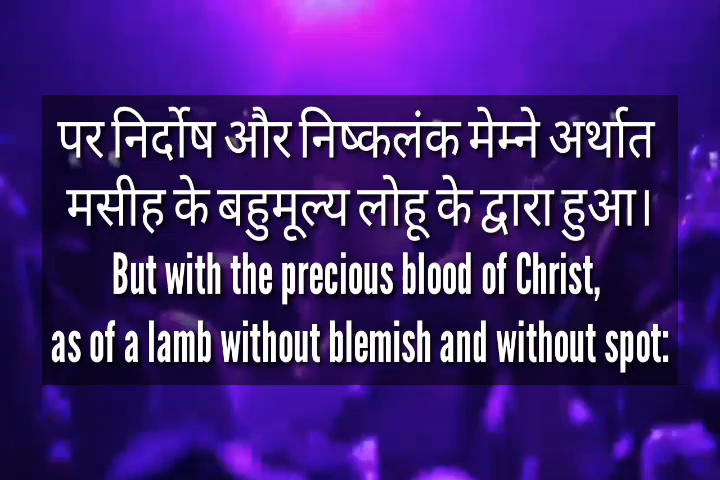 पर निर्दोष और निष्कलंक मेम्ने अर्थात
मसीह के बहुमूल्य लोहू के द्वारा हुआ।
But with the precious blood of Christ,
as of a lamb without blemish and without spot: